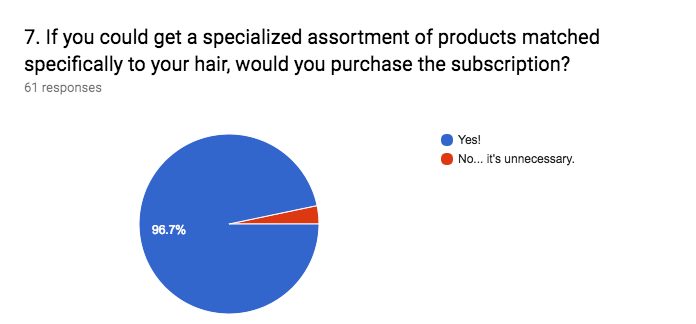 7. If you could get a specialized assortment of products matched
specifically to your hair, would you purchase the subscription?
61 responses
Yes!
No... it's unnecessary.
96.7%